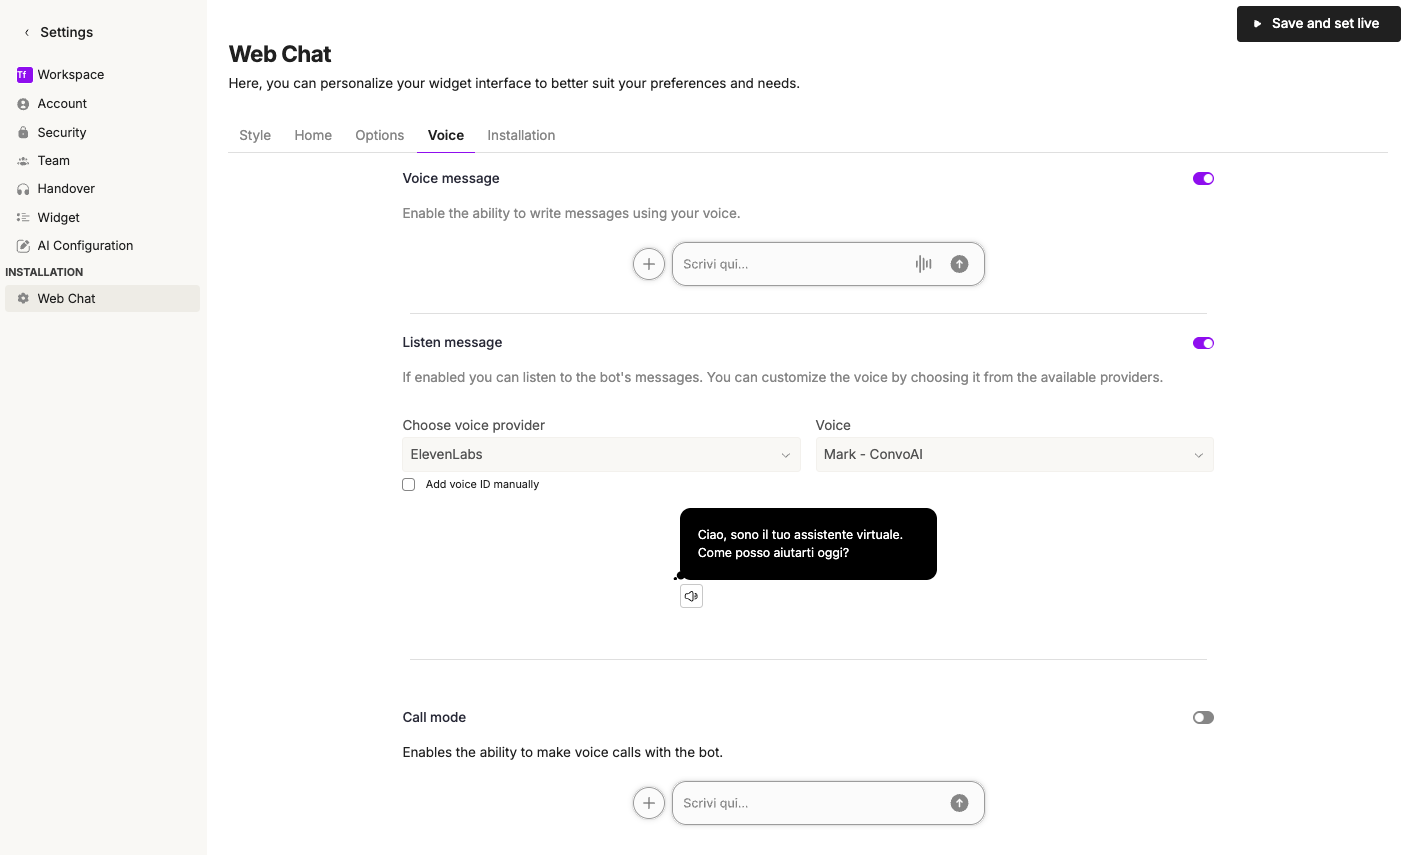 Settings
Tf Workspace
Account
Security
Team
Handover
Widget
AI Configuration
INSTALLATION
Web Chat
Save and set live
Web Chat
Here, you can personalize your widget interface to better suit your preferences and needs.
Style Home Options Voice Installation
Voice message
Enable the ability to write messages using your voice.
Scrivi qui...
Listen message
If enabled you can listen to the bot's messages. You can customize the voice by choosing it from the available providers.
Choose voice provider Voice
ElevenLabs Mark - ConvoAI
Add voice ID manually
Ciao, sono il tuo assistente virtuale.
Come posso aiutarti oggi?
Call mode
Enables the ability to make voice calls with the bot.
Scrivi qui...